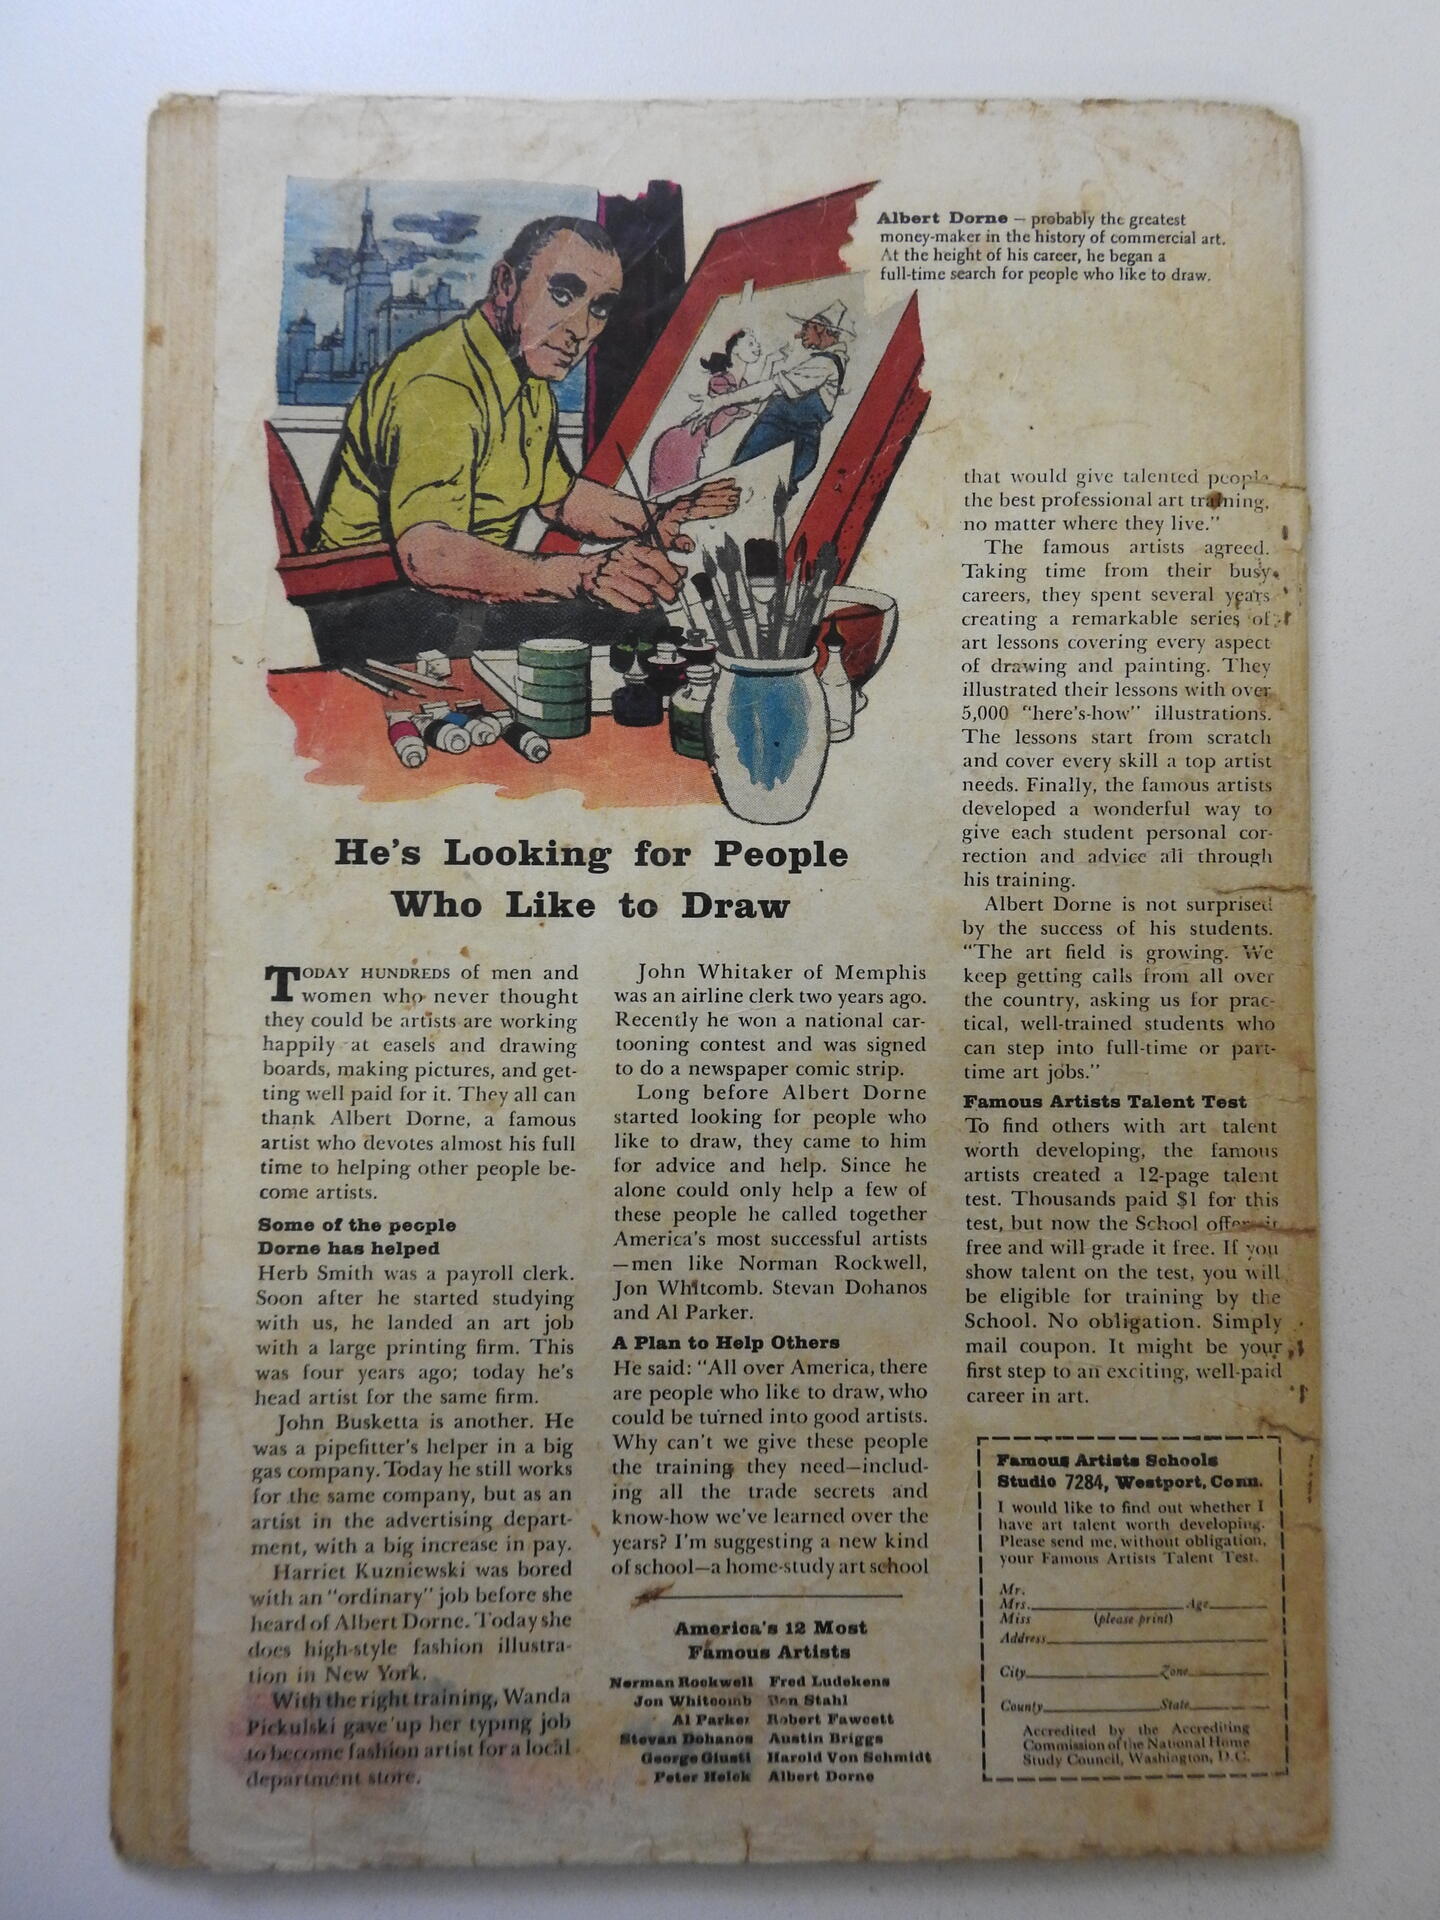 Albert Dorne – probably the greatest
money-maker in the history of commercial art.
At the height of his career, he began a
full-time search for people who like to draw.
He's Looking for People
Who Like to Draw
TODAY HUNDREDS of men and
women who never thought
they could be artists are working
happily at easels and drawing
boards, making pictures, and get-
ting well paid for it. They all can
thank Albert Dorne, a famous
artist who devotes almost his full
time to helping other people be-
come artists.
Some of the people
Dorne has helped
Herb Smith was a payroll clerk.
Soon after he started studying
with us, he landed an art job
with a large printing firm. This
was four years ago; today he's
head artist for the same firm.
John Busketta is another. He
was a pipefitter's helper in a big
gas company. Today he still works
for the same company, but as an
artist in the advertising depart-
ment, with a big increase in pay.
Harriet Kuzniewski was bored
with an "ordinary" job before she
heard of Albert Dorne. Today she
does high-style fashion illustra-
tion in New York.
With the right training, Wanda
Pickulski gave up her typing job
to become fashion artist for a local
department store.
John Whitaker of Memphis
was an airline clerk two years ago.
Recently he won a national car-
tooning contest and was signed
to do a newspaper comic strip.
Long before Albert Dorne
started looking for people who
like to draw, they came to him
for advice and help. Since he
alone could only help a few of
these people he called together
America's most successful artists
—men like Norman Rockwell,
Jon Whitcomb. Stevan Dohanos
and Al Parker.
A Plan to Help Others
He said: "All over America, there
are people who like to draw, who
could be turned into good artists.
Why can't we give these people
the training they need—includ-
ing all the trade secrets and
know-how we've learned over the
years? I'm suggesting a new kind
of school—a home-study art school
America's 12 Most
Famous Artists
Norman Rockwell Fred Ludekens
Jon Whitcomb Ben Stahl
Al Parker Robert Fawcett
Stevan Dohanos Austin Briggs
George Giusti Harold Von Schmidt
Peter Helck Albert Dorne
that would give talented people
the best professional art training,
no matter where they live."
The famous artists agreed.
Taking time from their busy
careers, they spent several years
creating a remarkable series of
art lessons covering every aspect
of drawing and painting. They
illustrated their lessons with over
5,000 "here's-how" illustrations.
The lessons start from scratch
and cover every skill a top artist
needs. Finally, the famous artists
developed a wonderful way to
give each student personal cor-
rection and advice all through
his training.
Albert Dorne is not surprised
by the success of his students.
"The art field is growing. We
keep getting calls from all over
the country, asking us for prac-
tical, well-trained students who
can step into full-time or part-
time art jobs."
Famous Artists Talent Test
To find others with art talent
worth developing, the famous
artists created a 12-page talent
test. Thousands paid $1 for this
test, but now the School offers it
free and will grade it free. If you
show talent on the test, you will
be eligible for training by the
School. No obligation. Simply
mail coupon. It might be your
first step to an exciting, well-paid
career in art.
Famous Artists Schools
Studio 7284, Westport, Conn.
I would like to find out whether I
have art talent worth developing.
Please send me, without obligation,
your Famous Artists Talent Test.
Mr.
Mrs. Age
Miss (please print)
Address
City Zone
County State
Accredited by the Accrediting
Commission of the National Home
Study Council, Washington, D.C.